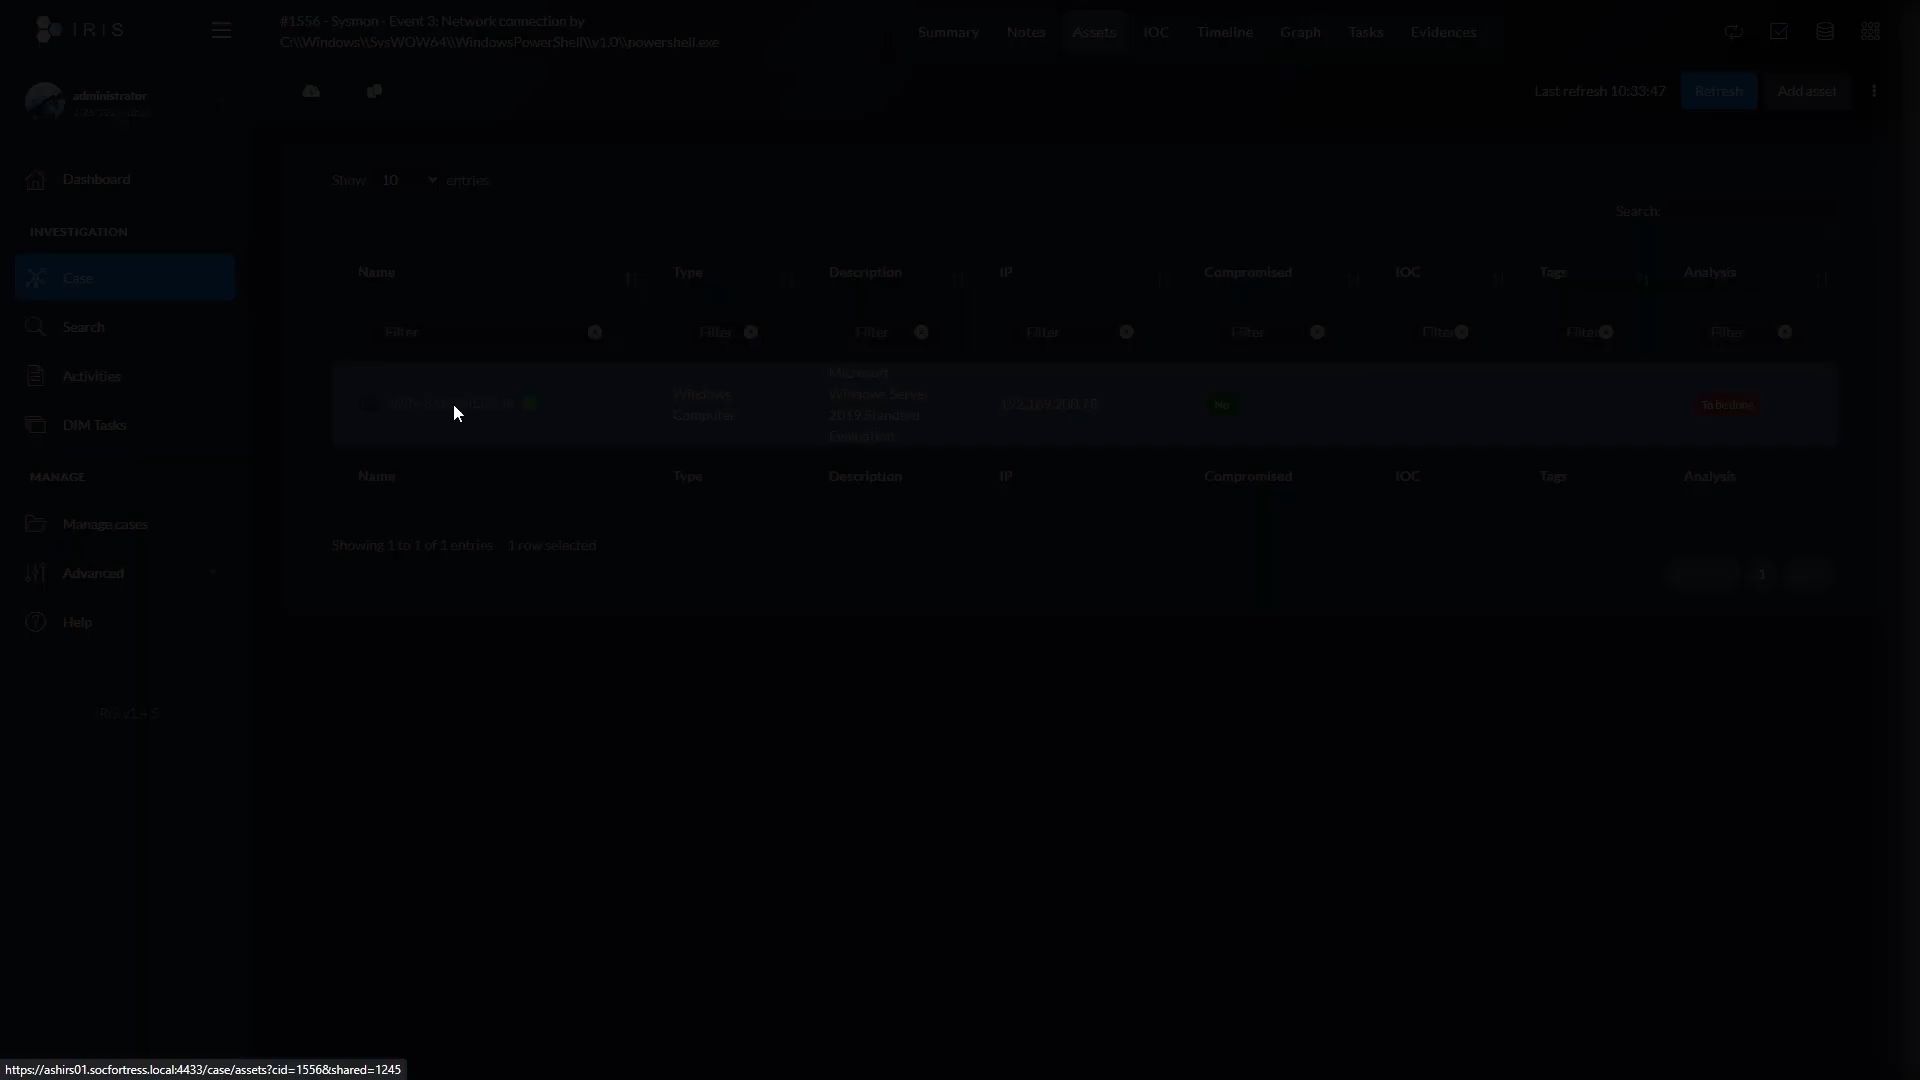 IRIS
#1556 - Sysmon - Event 3: Network connection by
C:\\Windows\\SysWOW64\\WindowsPowerShell\\v1.0\\powershell.exe
Summary Notes Assets IOC Timeline Graph Tasks Evidences
administrator
Last refresh 10:33:47 Refresh Add asset
Dashboard
INVESTIGATION
Case
Search
Activities
DIM Tasks
MANAGE
Manage cases
Advanced
Help
Show 10 entries
Search:
Name Type Description IP Compromised IOC Tags Analysis
Filter Filter Filter Filter Filter Filter Filter Filter
Windows
Computer
Microsoft
Windows Server
2019 Standard
Evaluation
No
To be done
Name Type Description IP Compromised IOC Tags Analysis
Showing 1 to 1 of 1 entries 1 row selected
1
https://ashirs01.socfortress.local:4433/case/assets?cid=1556&shared=1245